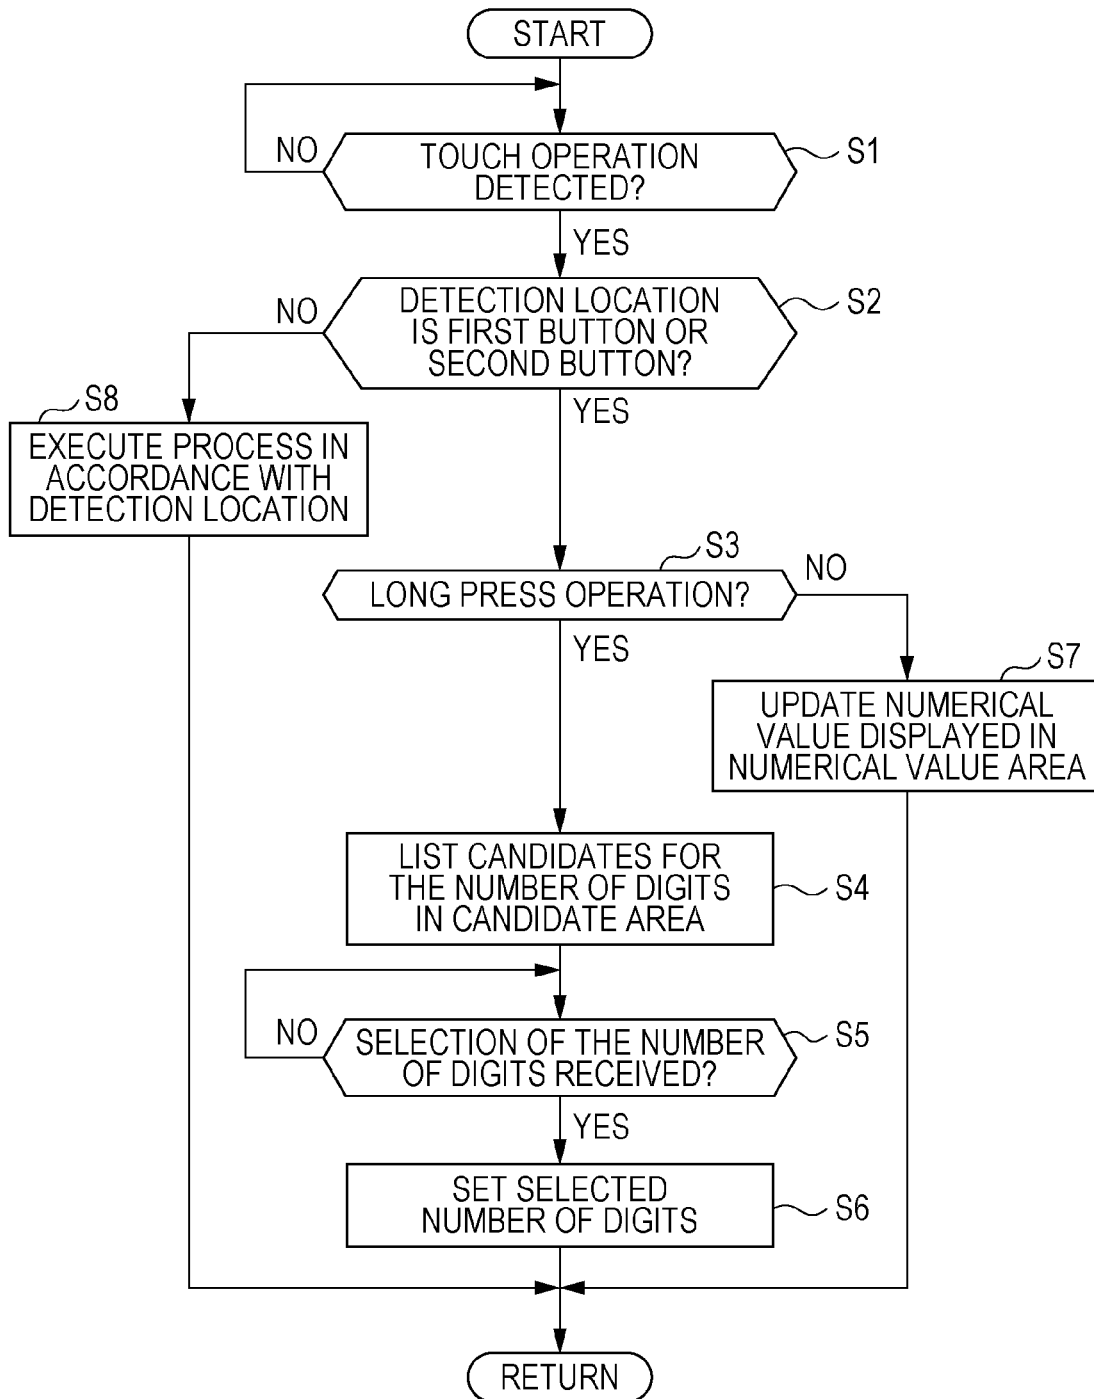 START
NO
TOUCH OPERATION
DETECTED?
S1
YES
NO
DETECTION LOCATION
IS FIRST BUTTON OR
SECOND BUTTON?
S2
YES
S8
EXECUTE PROCESS IN
ACCORDANCE WITH
DETECTION LOCATION
S3
LONG PRESS OPERATION?
NO
YES
S7
UPDATE NUMERICAL
VALUE DISPLAYED IN
NUMERICAL VALUE AREA
LIST CANDIDATES FOR
THE NUMBER OF DIGITS
IN CANDIDATE AREA
S4
NO
SELECTION OF THE NUMBER
OF DIGITS RECEIVED?
S5
YES
SET SELECTED
NUMBER OF DIGITS
S6
RETURN